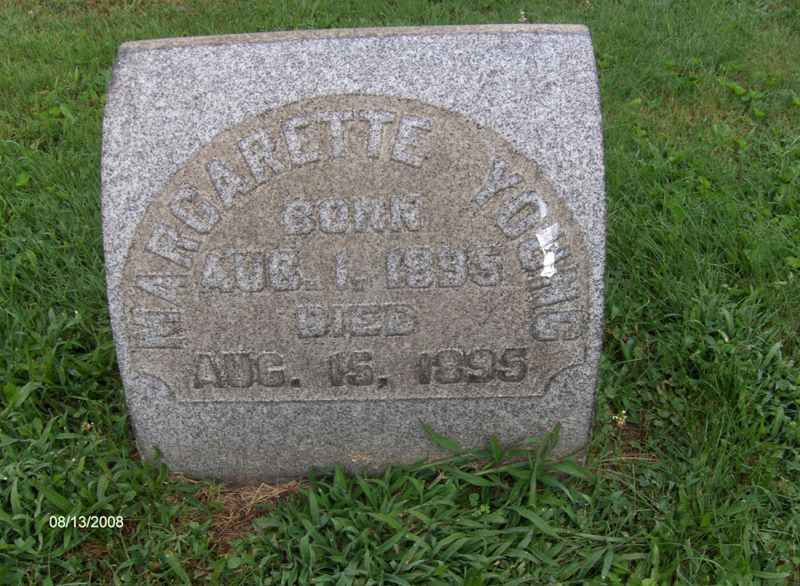 MARGARETTE YOUNG
BORN
AUG. 1. 1895
DIED
AUG. 15, 1895
08/13/2008